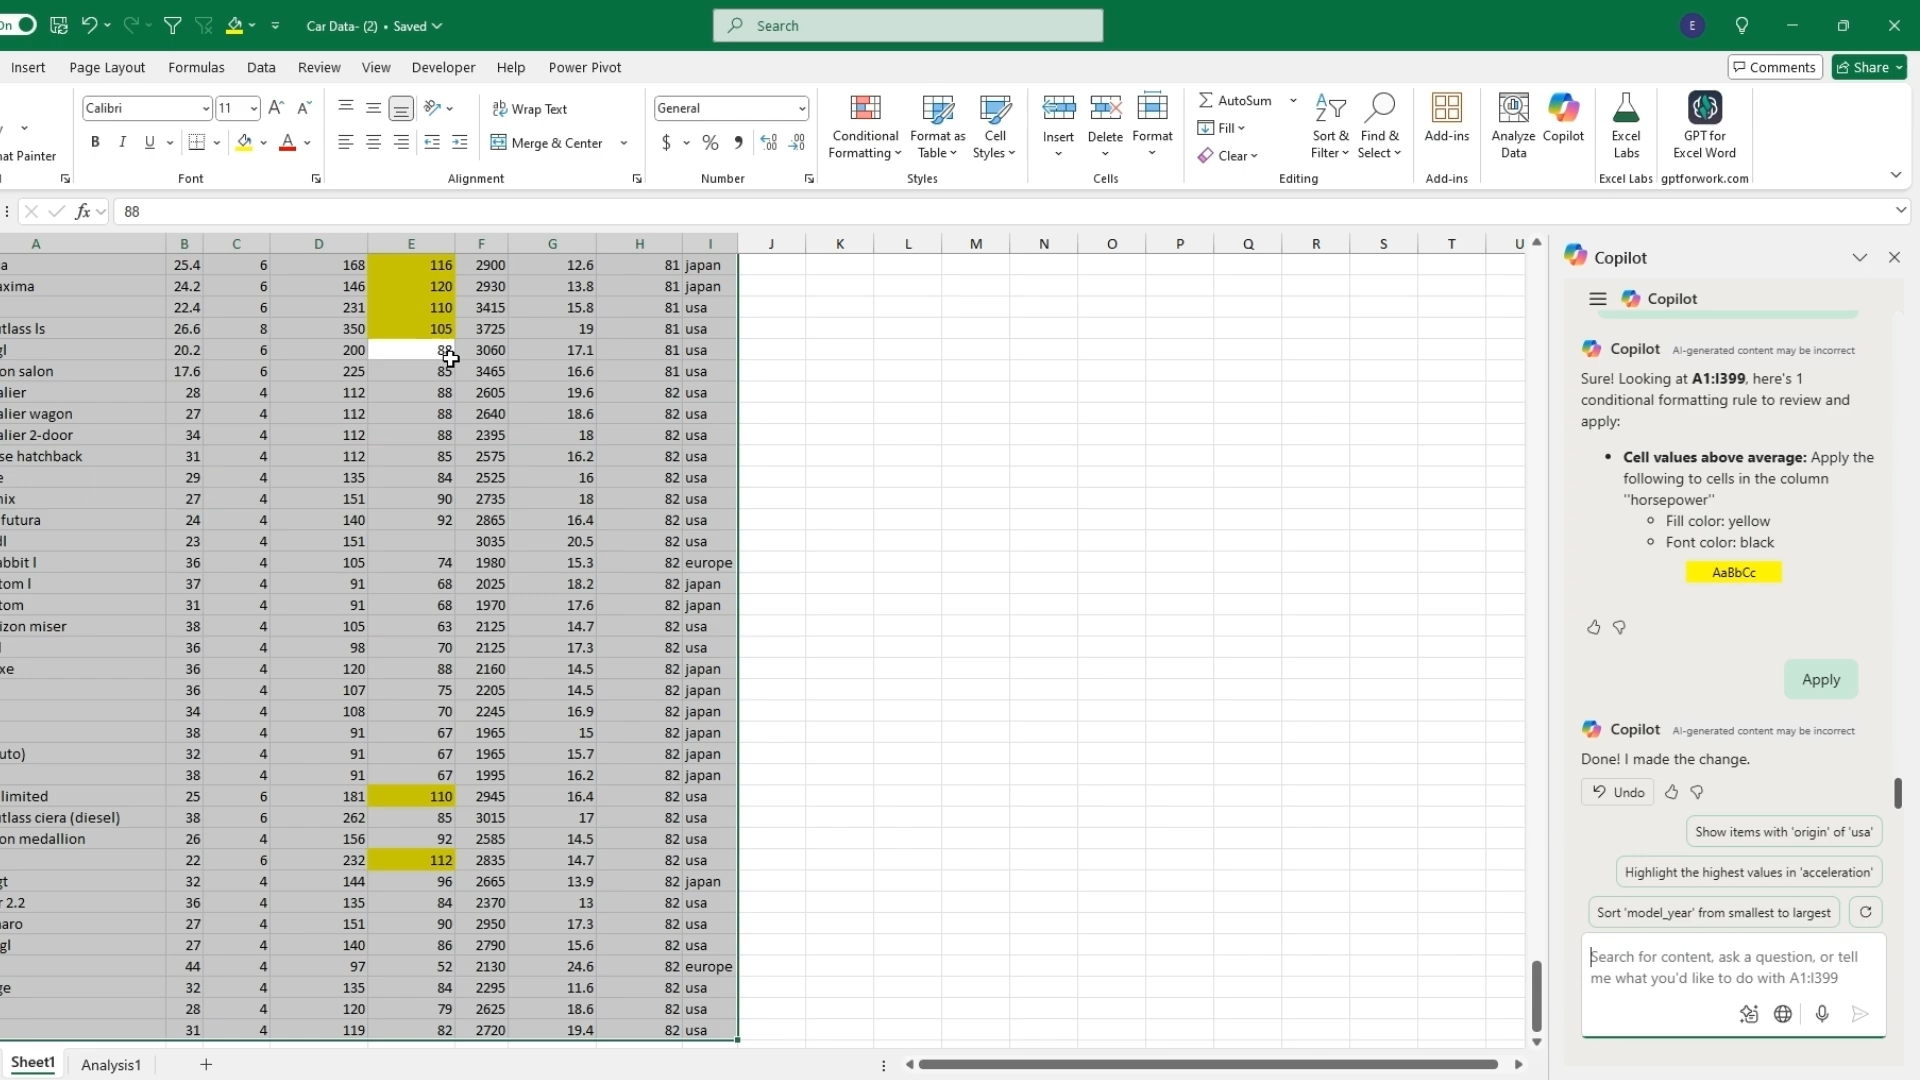 On
Car Data- (2) • Saved
Search
E
Insert
Page Layout
Formulas
Data
Review
View
Developer
Help
Power Pivot
Comments
Share
Calibri
11
Wrap Text
General
Conditional
Formatting
Format as
Table
Cell
Styles
Insert
Delete
Format
AutoSum
Fill
Clear
Sort &
Filter
Find &
Select
Add-ins
Analyze
Data
Copilot
Excel
Labs
GPT for
Excel Word
B I U
Merge & Center
$ % 9
at Painter
Font
Alignment
Number
Styles
Cells
Editing
Add-ins
Excel Labs
gptforwork.com
fx 88
A B C D E F G H I J K L M N O P Q R S T U
a 25.4 6 168 116 2900 12.6 81 japan
axima 24.2 6 146 120 2930 13.8 81 japan
22.4 6 231 110 3415 15.8 81 usa
tlass ls 26.6 8 350 105 3725 19 81 usa
gl 20.2 6 200 88 3060 17.1 81 usa
on salon 17.6 6 225 85 3465 16.6 81 usa
alier 28 4 112 88 2605 19.6 82 usa
alier wagon 27 4 112 88 2640 18.6 82 usa
alier 2-door 34 4 112 88 2395 18 82 usa
se hatchback 31 4 112 85 2575 16.2 82 usa
e 29 4 135 84 2525 16 82 usa
nix 27 4 151 90 2735 18 82 usa
futura 24 4 140 92 2865 16.4 82 usa
dl 23 4 151 3035 20.5 82 usa
abbit l 36 4 105 74 1980 15.3 82 europe
tom l 37 4 91 68 2025 18.2 82 japan
tom 31 4 91 68 1970 17.6 82 japan
izon miser 38 4 105 63 2125 14.7 82 usa
l 36 4 98 70 2125 17.3 82 usa
xe 36 4 120 88 2160 14.5 82 japan
36 4 107 75 2205 14.5 82 japan
34 4 108 70 2245 16.9 82 japan
38 4 91 67 1965 15 82 japan
uto) 32 4 91 67 1965 15.7 82 japan
38 4 91 67 1995 16.2 82 japan
limited 25 6 181 110 2945 16.4 82 usa
tlass ciera (diesel) 38 6 262 85 3015 17 82 usa
on medallion 26 4 156 92 2585 14.5 82 usa
22 6 232 112 2835 14.7 82 usa
gt 32 4 144 96 2665 13.9 82 japan
r 2.2 36 4 135 84 2370 13 82 usa
naro 27 4 151 90 2950 17.3 82 usa
gl 27 4 140 86 2790 15.6 82 usa
44 4 97 52 2130 24.6 82 europe
ge 32 4 135 84 2295 11.6 82 usa
28 4 120 79 2625 18.6 82 usa
31 4 119 82 2720 19.4 82 usa
Sheet1
Analysis1
Copilot
Copilot
Copilot AI-generated content may be incorrect
Sure! Looking at A1:I399, here's 1
conditional formatting rule to review and
apply:
• Cell values above average: Apply the
following to cells in the column
"horsepower"
Fill color: yellow
Font color: black
AaBbCc
Apply
Copilot AI-generated content may be incorrect
Done! I made the change.
Undo
Show items with 'origin' of 'usa'
Highlight the highest values in 'acceleration'
Sort 'model_year' from smallest to largest
Search for content, ask a question, or tell
me what you'd like to do with A1:I399